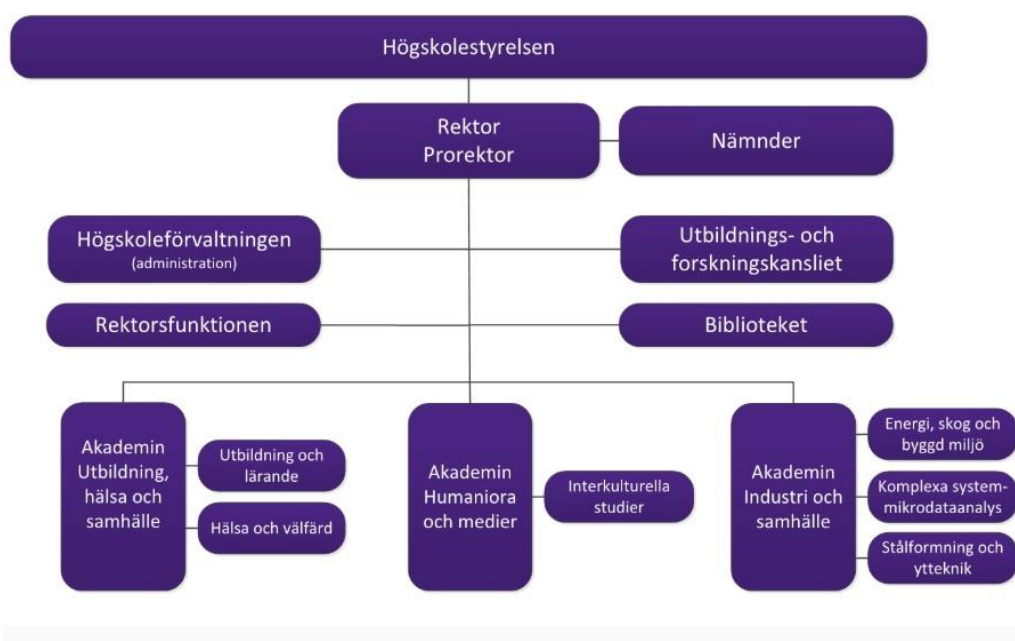 Högskolestyrelsen
Rektor
Prorektor
Nämnder
Högskoleförvaltningen
(administration)
Utbildnings- och
forskningskansliet
Rektorsfunktionen
Biblioteket
Akademin
Utbildning,
hälsa och
samhälle
Utbildning och
lärande
Hälsa och välfärd
Akademin
Humaniora
och medier
Interkulturella
studier
Akademin
Industri och
samhälle
Energi, skog och
byggd miljö
Komplexa system-
mikrodataanalys
Stålformning och
ytteknik